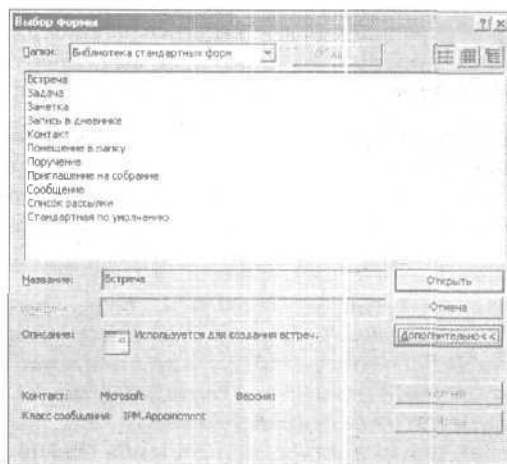 Выбор формы
Папки: Библиотека стандартных форм
Встреча
Задача
Заметка
Запись в дневнике
Контакт
Помещение в папку
Поручение
Приглашение на собрание
Сообщение
Список рассылки
Стандартная по умолчанию
Название: Встреча Открыть
Отмена
Описание: Используется для создания встреч. Дополнительно <<
Контакт: Microsoft Версия:
Класс сообщения: IPM.Appointment